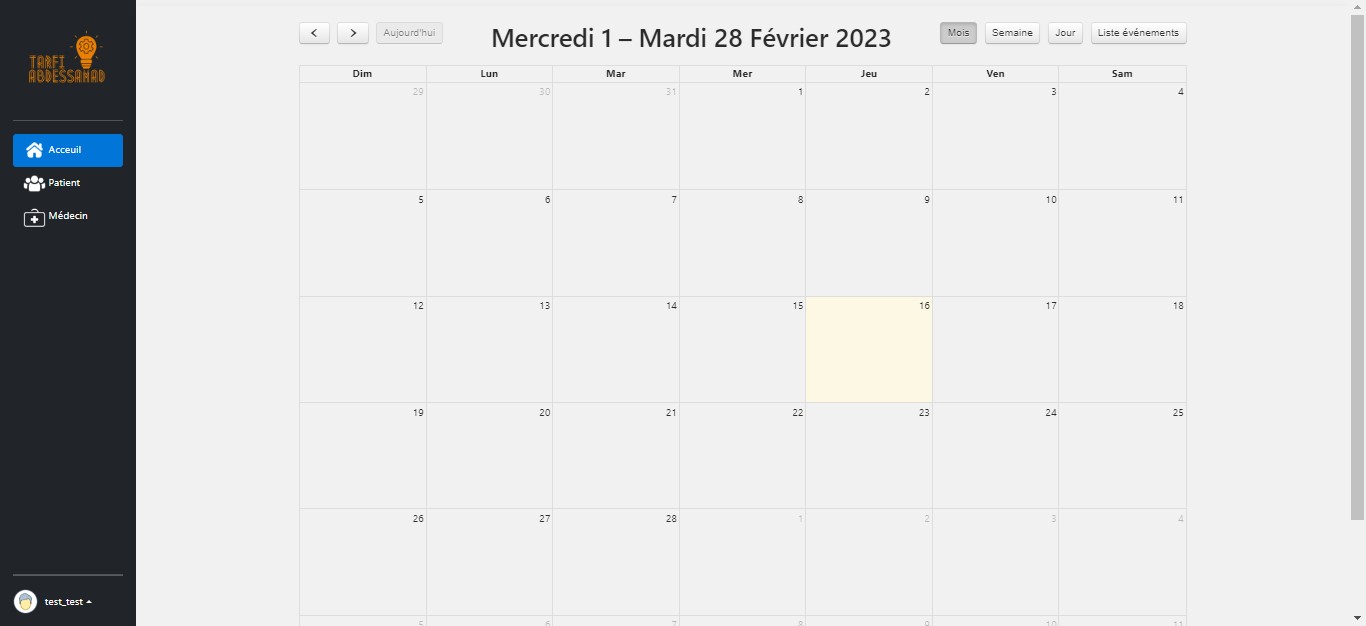 TARFI
ABDESSAMAD
Acceuil
Patient
Médecin
test_test
Aujourd'hui
Mercredi 1 – Mardi 28 Février 2023
Mois Semaine Jour Liste événements
Dim Lun Mar Mer Jeu Ven Sam
29 30 31 1 2 3 4
5 6 7 8 9 10 11
12 13 14 15 16 17 18
19 20 21 22 23 24 25
26 27 28 1 2 3 4
5 6 7 8 9 10 11